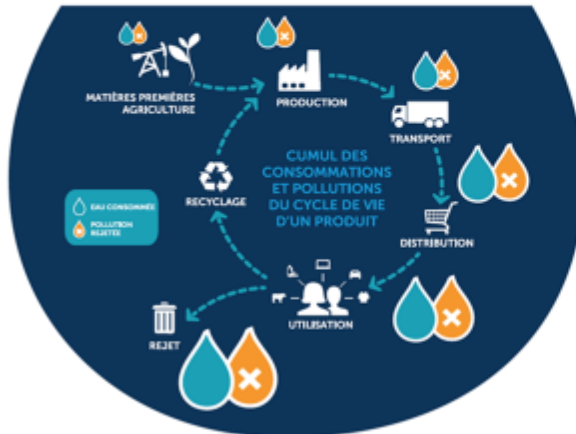 MATIÈRES PREMIÈRES
AGRICULTURE
PRODUCTION
TRANSPORT
CUMUL DES
CONSOMMATIONS
ET POLLUTIONS
DU CYCLE DE VIE
D'UN PRODUIT
RECYCLAGE
EAU CONSOMMÉE
POLLUTION
REJETÉE
DISTRIBUTION
UTILISATION
REJET